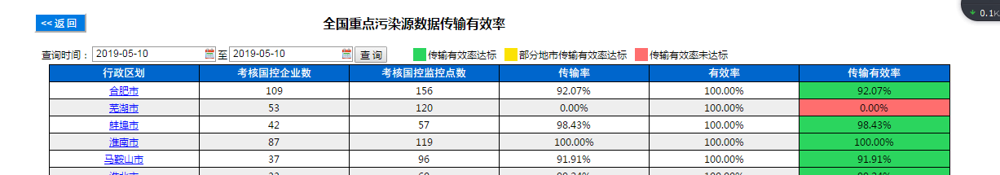 0.1K
<< 返 回
全国重点污染源数据传输有效率
查询时间： 2019-05-10 至 2019-05-10 查 询 传输有效率达标 部分地市传输有效率达标 传输有效率未达标
行政区划 考核国控企业数 考核国控监控点数 传输率 有效率 传输有效率
合肥市 109 156 92.07% 100.00% 92.07%
芜湖市 53 120 0.00% 100.00% 0.00%
蚌埠市 42 57 98.43% 100.00% 98.43%
淮南市 87 119 100.00% 100.00% 100.00%
马鞍山市 37 96 91.91% 100.00% 91.91%